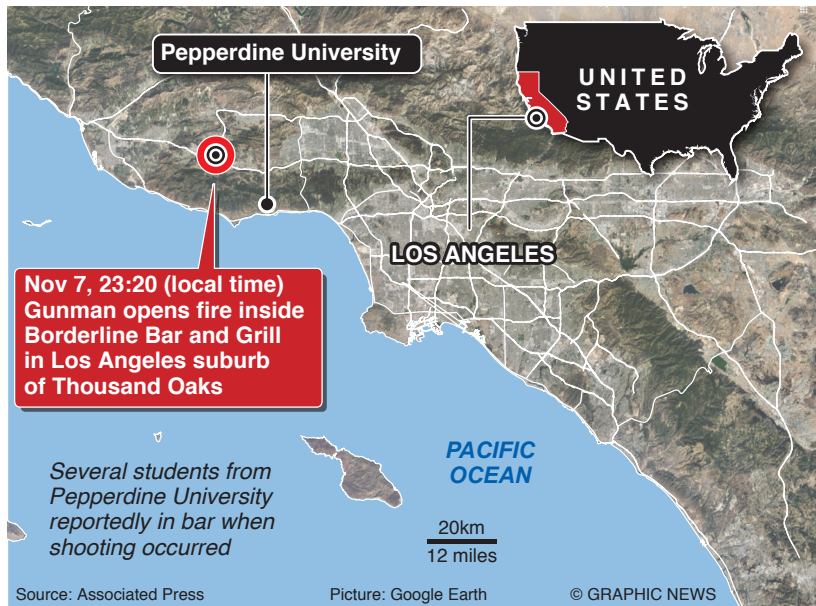 Pepperdine University
UNITED
STATES
LOS ANGELES
Nov 7, 23:20 (local time)
Gunman opens fire inside
Borderline Bar and Grill
in Los Angeles suburb
of Thousand Oaks
PACIFIC
OCEAN
Several students from
Pepperdine University
reportedly in bar when
shooting occurred
20km
12 miles
Source: Associated Press
Picture: Google Earth
© GRAPHIC NEWS